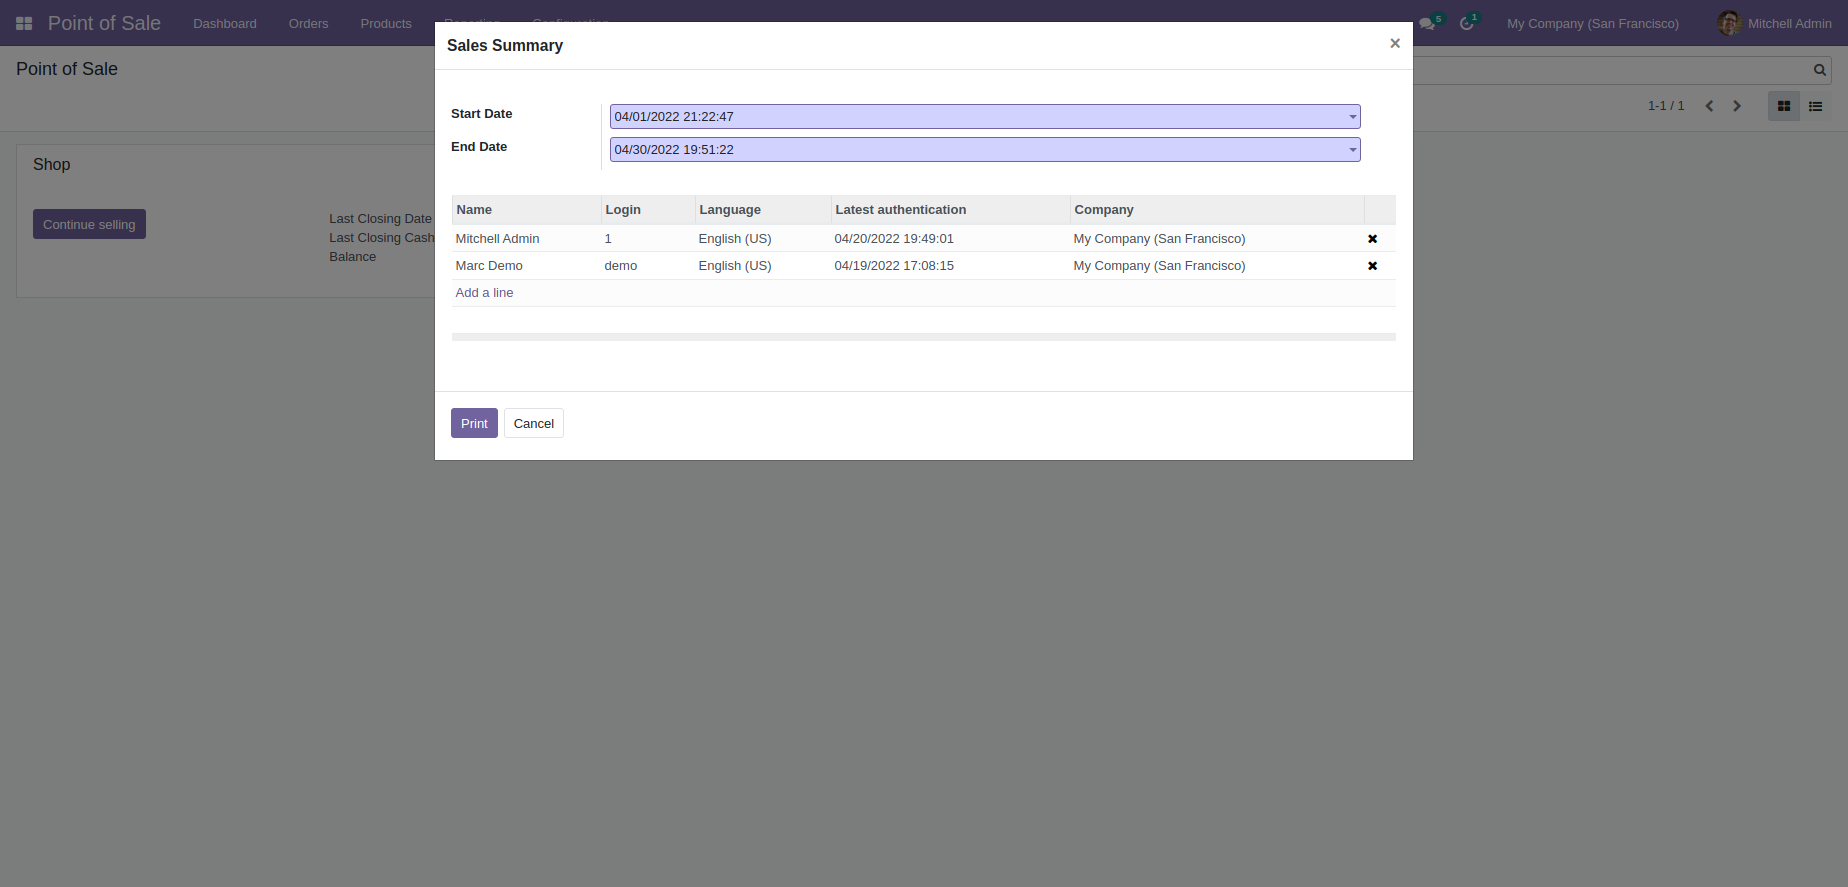 Point of Sale Dashboard Orders Products Reporting Configuration 5 1 My Company (San Francisco) Mitchell Admin
Point of Sale
1-1 / 1
Shop
Continue selling
Last Closing Date
Last Closing Cash
Balance
Sales Summary ×
Start Date 04/01/2022 21:22:47
End Date 04/30/2022 19:51:22
Name Login Language Latest authentication Company
Mitchell Admin 1 English (US) 04/20/2022 19:49:01 My Company (San Francisco)
Marc Demo demo English (US) 04/19/2022 17:08:15 My Company (San Francisco)
Add a line
Print Cancel